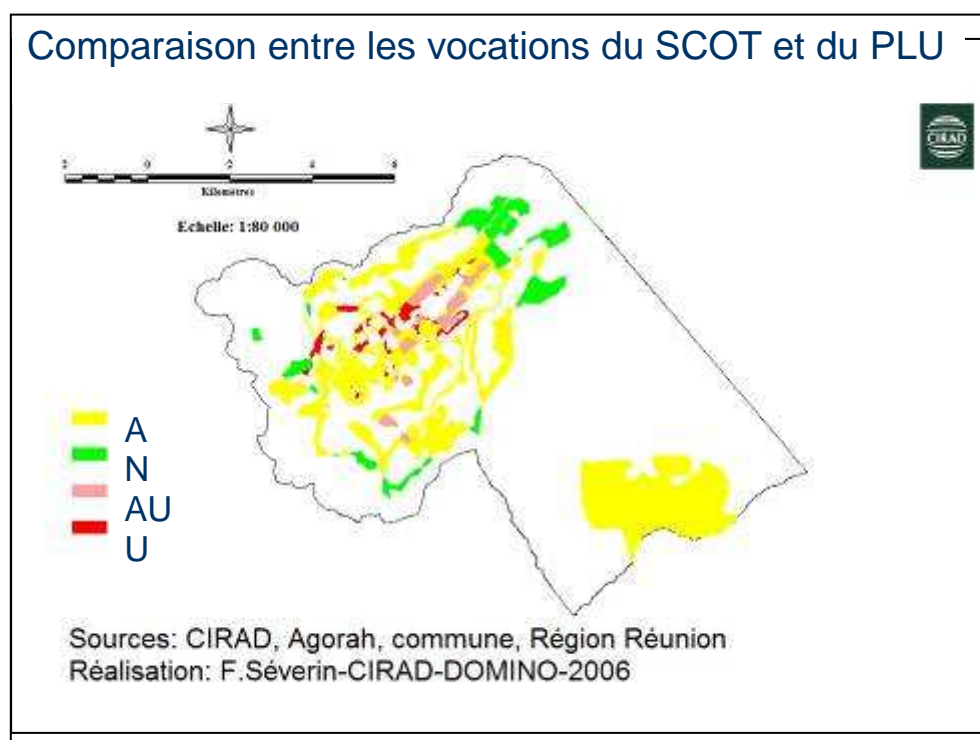 Comparaison entre les vocations du SCOT et du PLU
CIRAD
Kilomètres
Echelle: 1:80 000
A
N
AU
U
Sources: CIRAD, Agorah, commune, Région Réunion
Réalisation: F.Séverin-CIRAD-DOMINO-2006